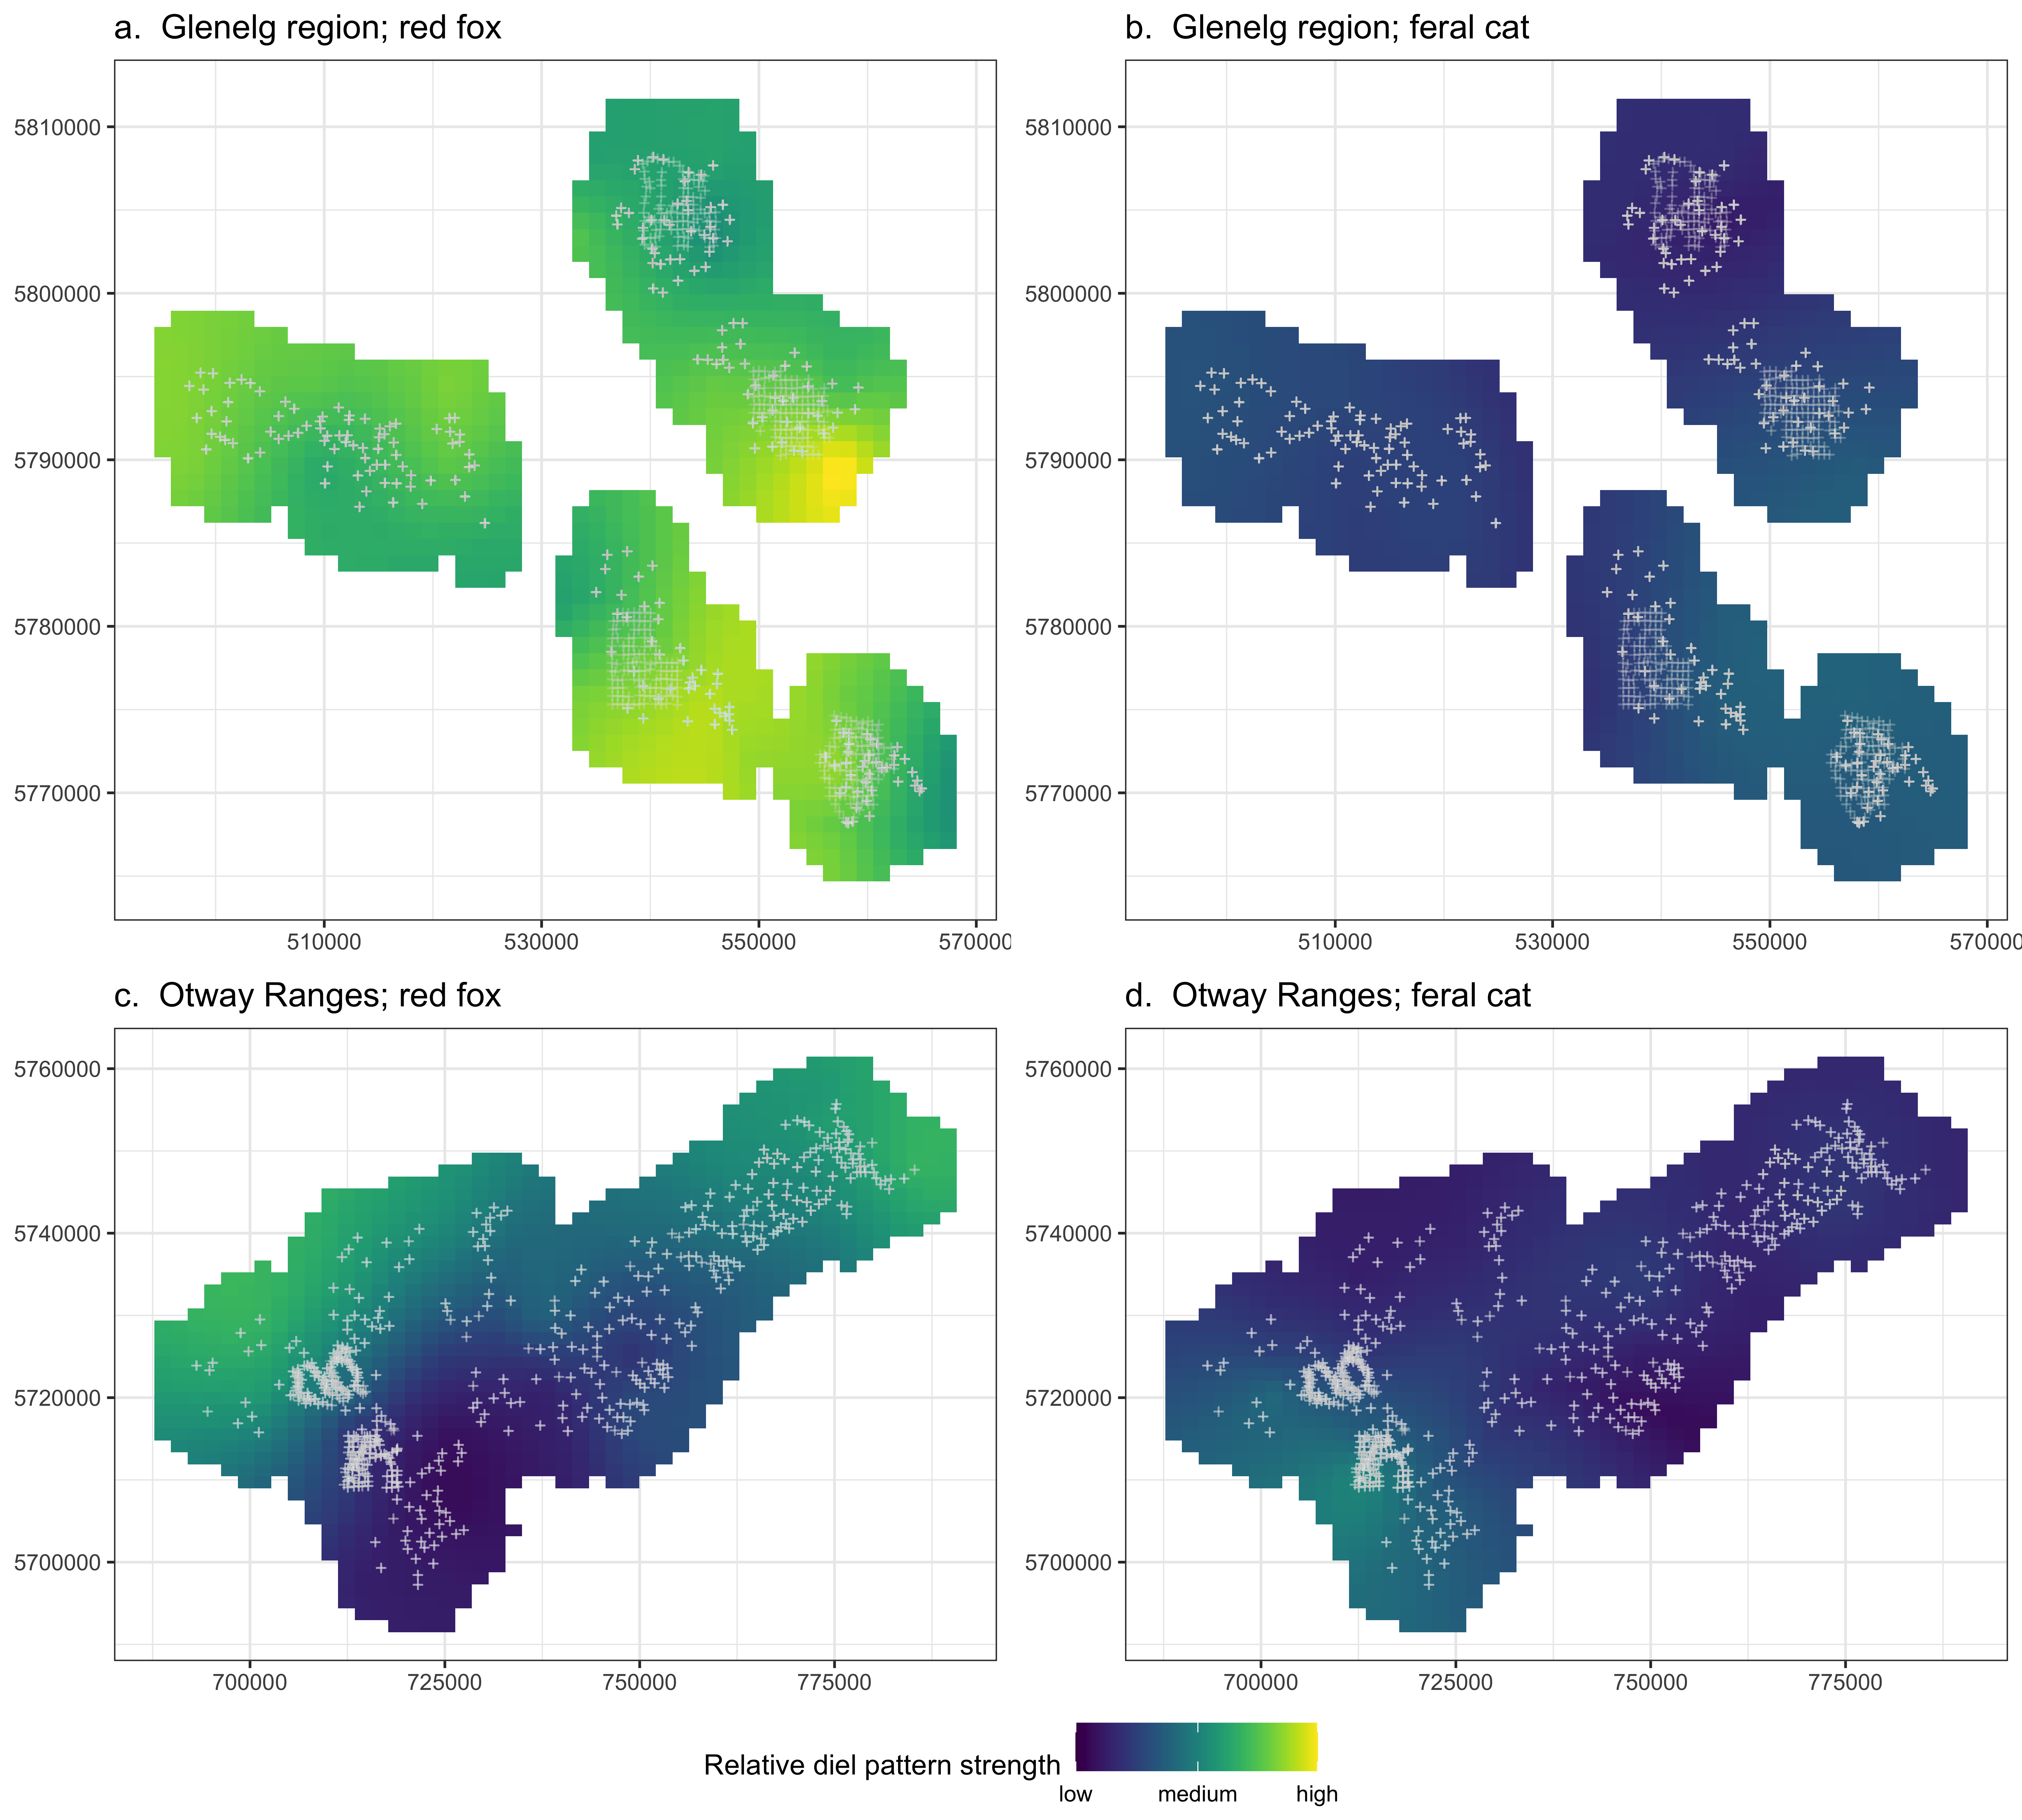 a.  Glenelg region; red fox
b.  Glenelg region; feral cat
5810000
5800000
5790000
5780000
5770000
510000 530000 550000 570000
5810000
5800000
5790000
5780000
5770000
510000 530000 550000 570000
c.  Otway Ranges; red fox
d.  Otway Ranges; feral cat
5760000
5740000
5720000
5700000
700000 725000 750000 775000
5760000
5740000
5720000
5700000
700000 725000 750000 775000
Relative diel pattern strength
low medium high